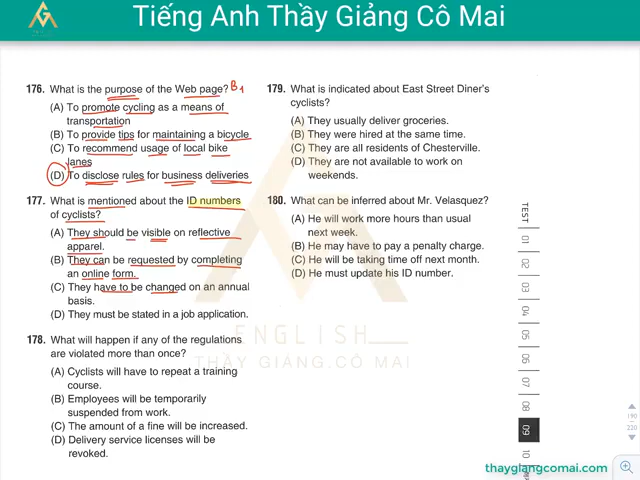 Tiếng Anh Thầy Giảng Cô Mai
176. What is the purpose of the Web page? B1
(A) To promote cycling as a means of
transportation
(B) To provide tips for maintaining a bicycle
(C) To recommend usage of local bike
lanes
(D) To disclose rules for business deliveries
177. What is mentioned about the ID numbers
of cyclists?
(A) They should be visible on reflective
apparel.
(B) They can be requested by completing
an online form.
(C) They have to be changed on an annual
basis.
(D) They must be stated in a job application.
178. What will happen if any of the regulations
are violated more than once?
(A) Cyclists will have to repeat a training
course.
(B) Employees will be temporarily
suspended from work.
(C) The amount of a fine will be increased.
(D) Delivery service licenses will be
revoked.
179. What is indicated about East Street Diner's
cyclists?
(A) They usually deliver groceries.
(B) They were hired at the same time.
(C) They are all residents of Chesterville.
(D) They are not available to work on
weekends.
180. What can be inferred about Mr. Velasquez?
(A) He will work more hours than usual
next week.
(B) He may have to pay a penalty charge.
(C) He will be taking time off next month.
(D) He must update his ID number.
ENGLISH
THẦY GIẢNG.CÔ MAI
TEST
01
02
03
04
05
06
07
08
09
10
190
220
thaygiangcomai.com